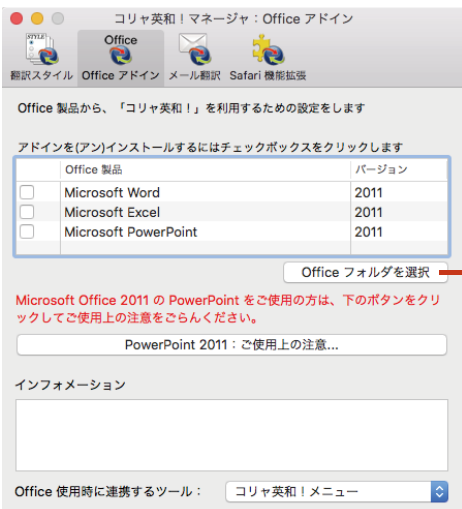 コリャ英和！マネージャ：Office アドイン
STYLE
Office
翻訳スタイル Office アドイン メール翻訳 Safari 機能拡張
Office 製品から、「コリャ英和！」を利用するための設定をします
アドインを(アン)インストールするにはチェックボックスをクリックします
Office 製品 バージョン
Microsoft Word 2011
Microsoft Excel 2011
Microsoft PowerPoint 2011
Office フォルダを選択
Microsoft Office 2011 の PowerPoint をご使用の方は、下のボタンをクリ
ックしてご使用上の注意をごらんください。
PowerPoint 2011：ご使用上の注意...
インフォメーション
Office 使用時に連携するツール： コリャ英和！メニュー